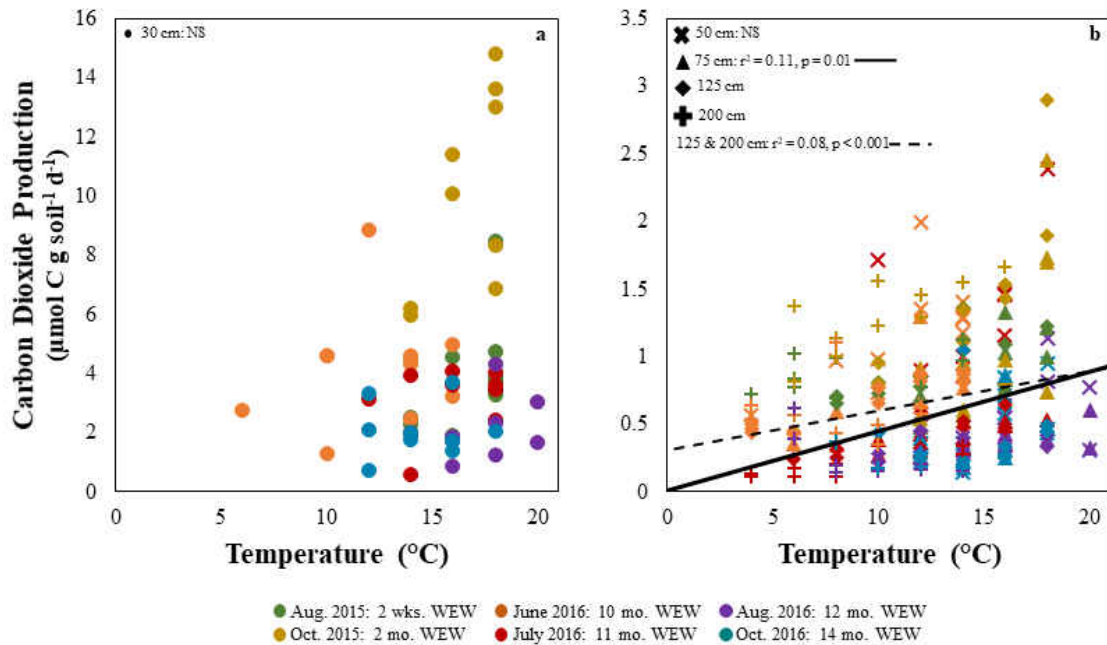 Carbon Dioxide Production
(µmol C g soil⁻¹ d⁻¹)
16
14
12
10
8
6
4
2
0
30 cm: NS
a
0
5
10
15
20
Temperature (°C)
3.5
3
2.5
2
1.5
1
0.5
0
50 cm: NS
b
75 cm: r² = 0.11, p = 0.01
125 cm
200 cm
125 & 200 cm: r² = 0.08, p < 0.001
0
5
10
15
20
Temperature (°C)
Aug. 2015: 2 wks. WEW
June 2016: 10 mo. WEW
Aug. 2016: 12 mo. WEW
Oct. 2015: 2 mo. WEW
July 2016: 11 mo. WEW
Oct. 2016: 14 mo. WEW